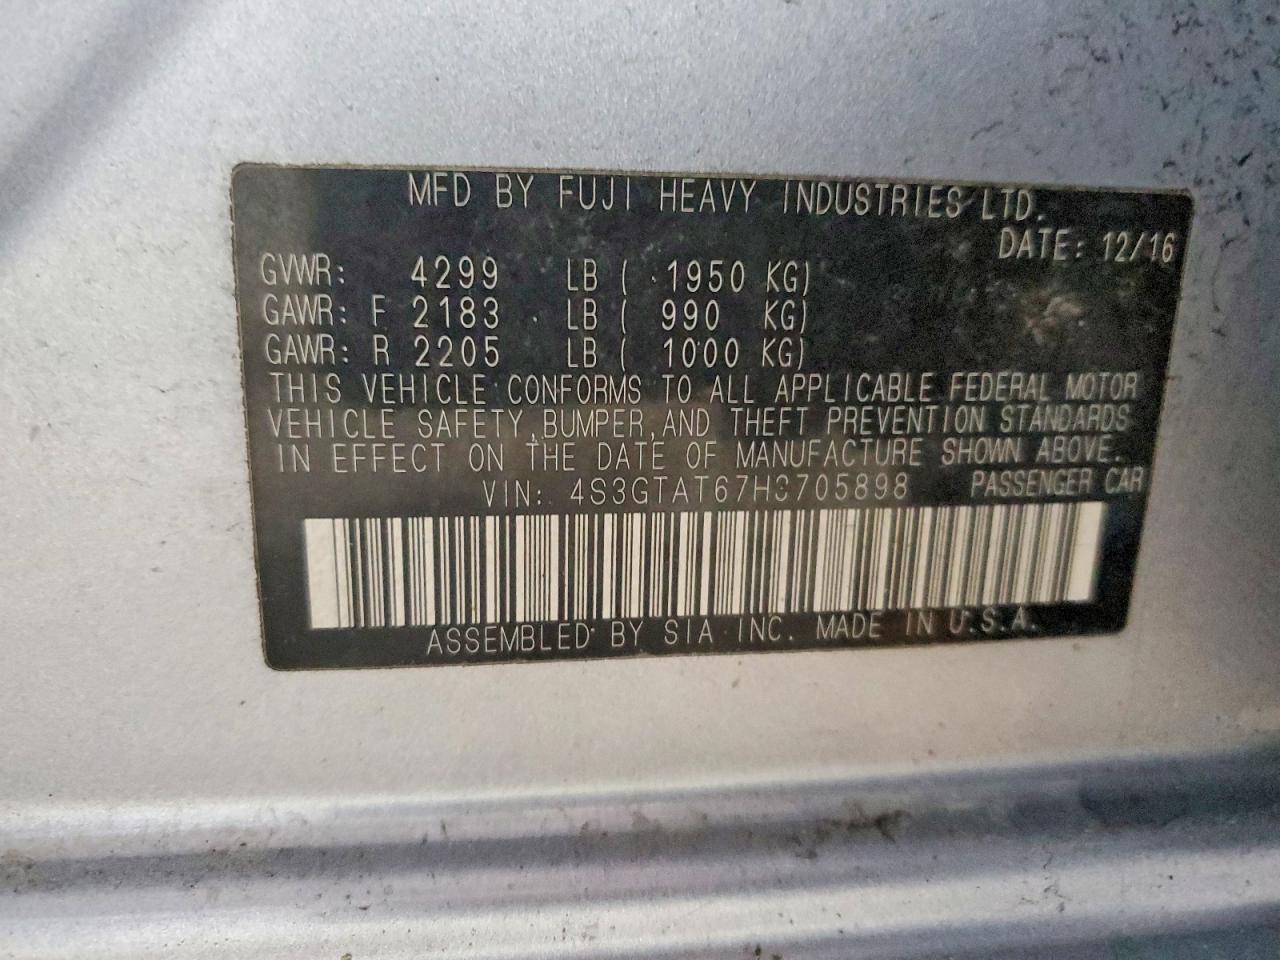 MFD BY FUJI HEAVY INDUSTRIES LTD.
DATE: 12/16
GVWR: 4299 LB ( 1950 KG)
GAWR: F 2183 LB ( 990 KG)
GAWR: R 2205 LB ( 1000 KG)
THIS VEHICLE CONFORMS TO ALL APPLICABLE FEDERAL MOTOR
VEHICLE SAFETY,BUMPER,AND THEFT PREVENTION STANDARDS
IN EFFECT ON THE DATE OF MANUFACTURE SHOWN ABOVE.
VIN: 4S3GTAT67H3705898 PASSENGER CAR
ASSEMBLED BY SIA INC. MADE IN U.S.A.